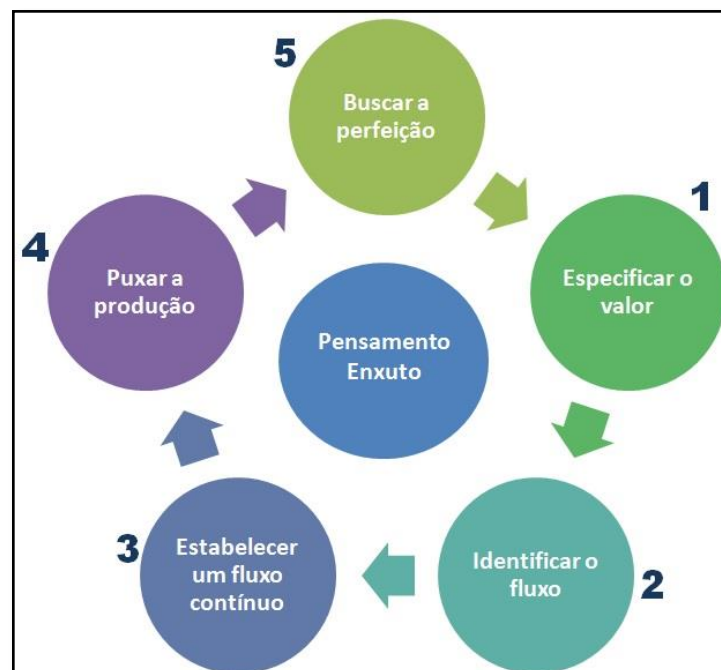 5
Buscar a
perfeição
1
Especificar o
valor
4
Puxar a
produção
Pensamento
Enxuto
3
Estabelecer
um fluxo
contínuo
Identificar o
fluxo
2